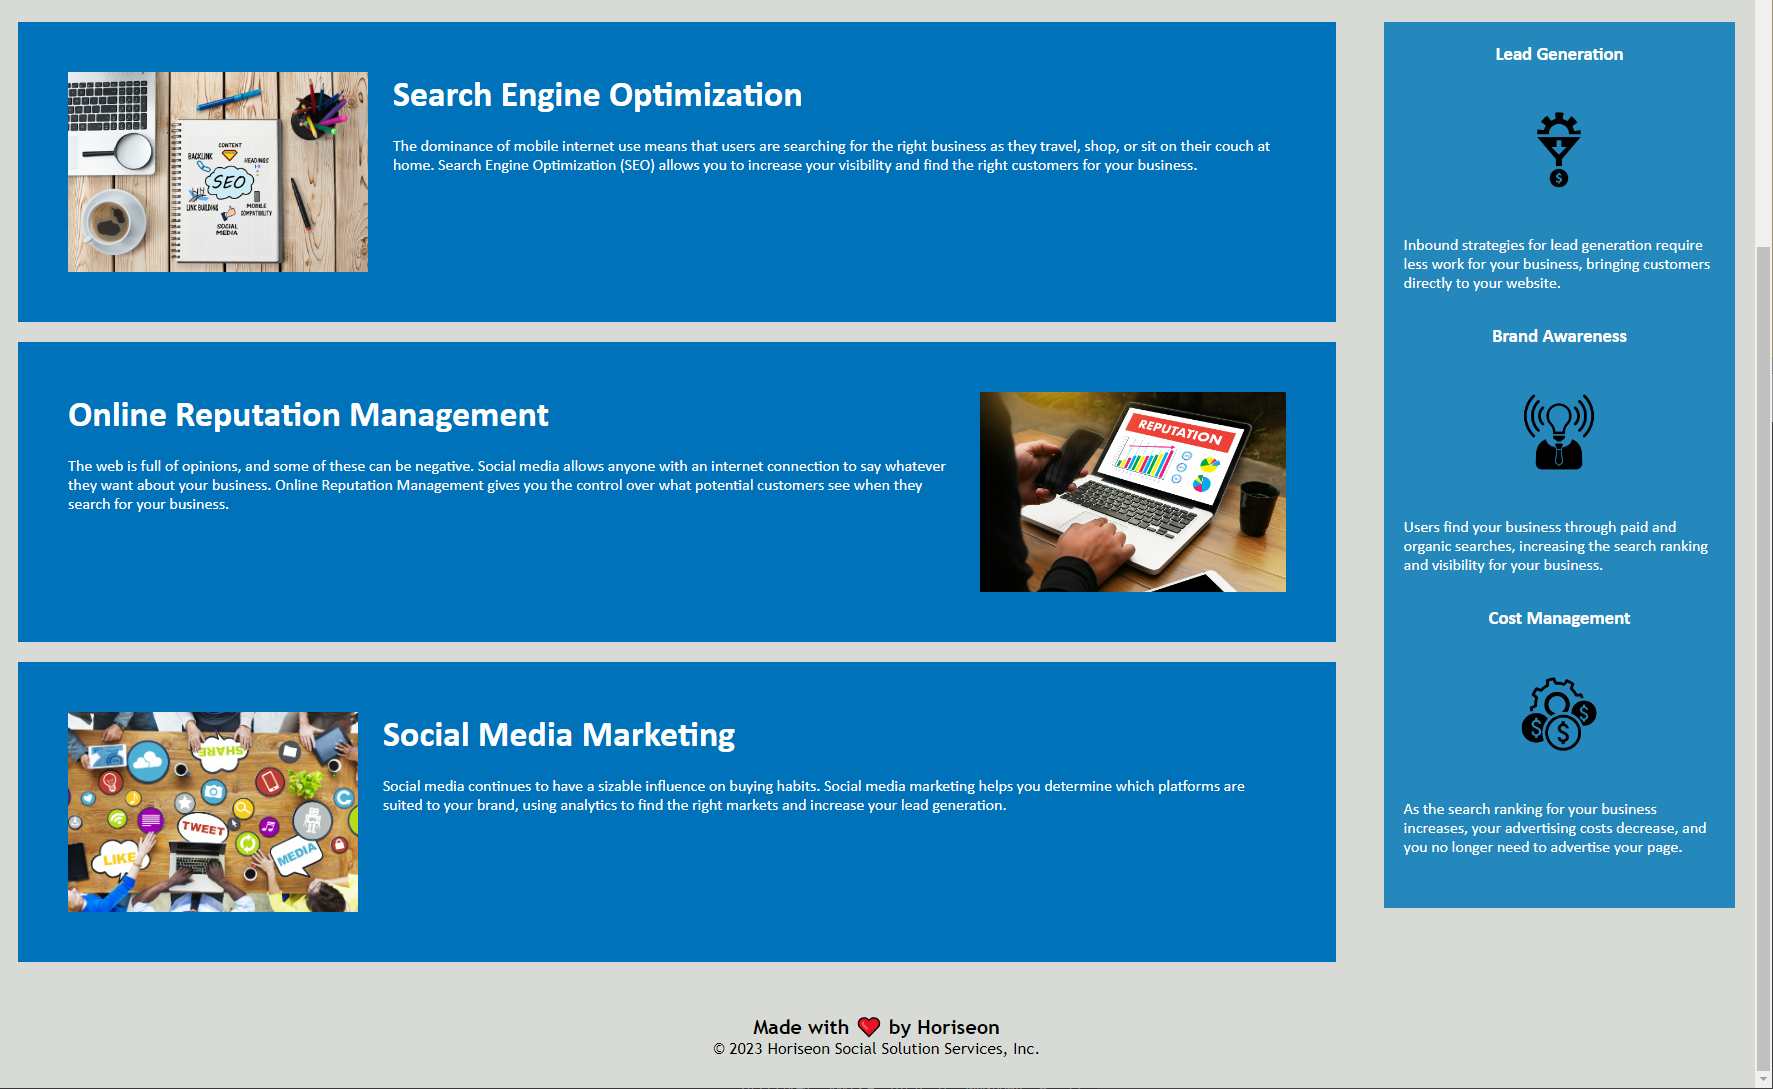 Search Engine Optimization
The dominance of mobile internet use means that users are searching for the right business as they travel, shop, or sit on their couch at
home. Search Engine Optimization (SEO) allows you to increase your visibility and find the right customers for your business.
CONTENT
BACKLINK
HEADINGS
SEO
LINK BUILDING
MOBILE
COMPATIBILITY
SOCIAL
MEDIA
Online Reputation Management
The web is full of opinions, and some of these can be negative. Social media allows anyone with an internet connection to say whatever
they want about your business. Online Reputation Management gives you the control over what potential customers see when they
search for your business.
REPUTATION
Social Media Marketing
Social media continues to have a sizable influence on buying habits. Social media marketing helps you determine which platforms are
suited to your brand, using analytics to find the right markets and increase your lead generation.
SHARE
TWEET
LIKE
MEDIA
Lead Generation
$
Inbound strategies for lead generation require
less work for your business, bringing customers
directly to your website.
Brand Awareness
Users find your business through paid and
organic searches, increasing the search ranking
and visibility for your business.
Cost Management
$ $ $
As the search ranking for your business
increases, your advertising costs decrease, and
you no longer need to advertise your page.
Made with ❤️ by Horiseon
© 2023 Horiseon Social Solution Services, Inc.